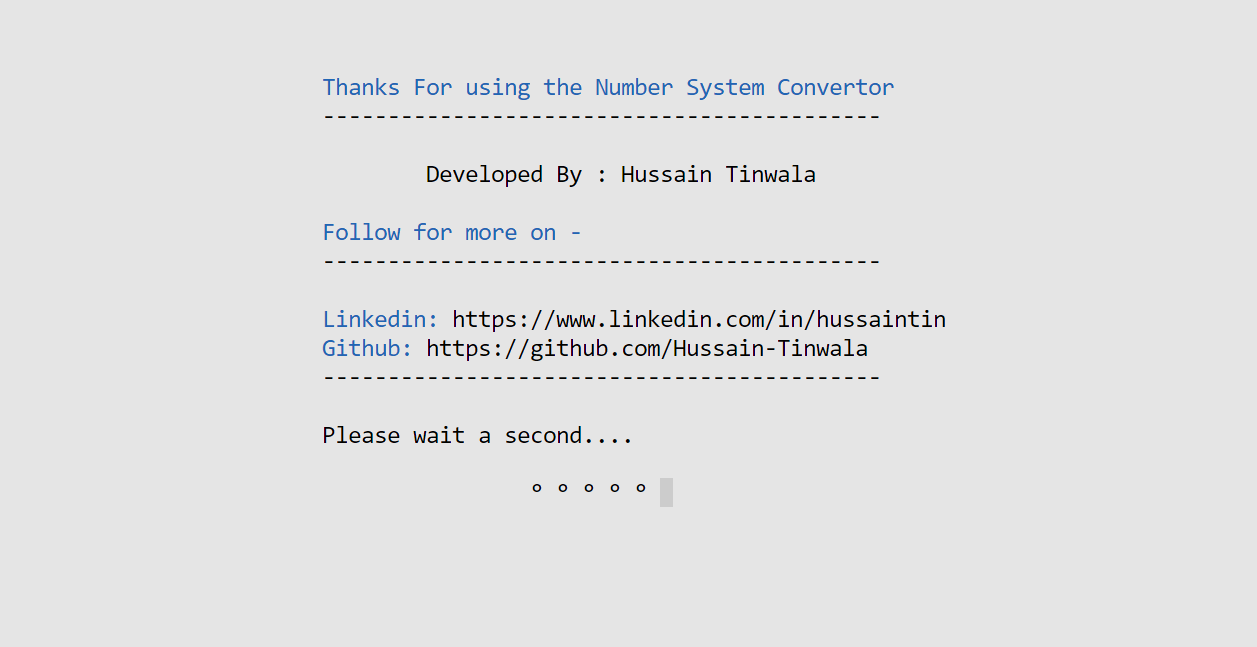 Thanks For using the Number System Convertor
-------------------------------------------
Developed By : Hussain Tinwala
Follow for more on -
-------------------------------------------
Linkedin: https://www.linkedin.com/in/hussaintin
Github: https://github.com/Hussain-Tinwala
-------------------------------------------
Please wait a second....
° ° ° ° °